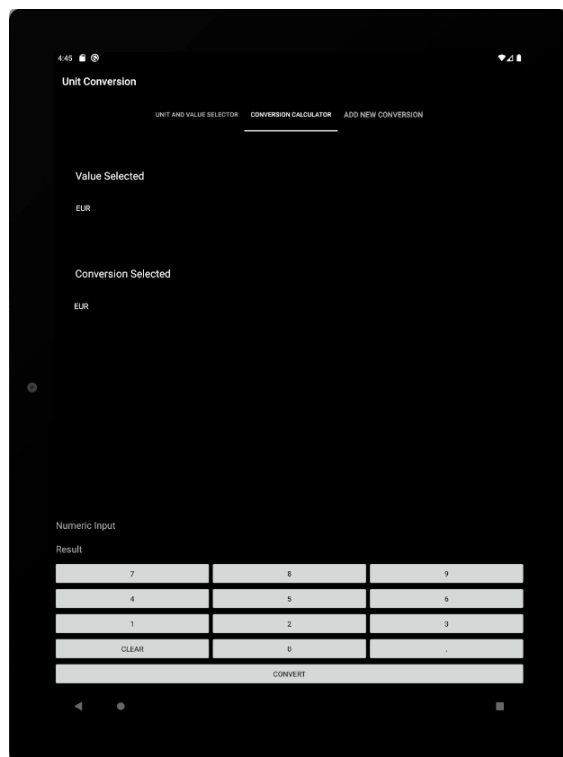 4:45
Unit Conversion
UNIT AND VALUE SELECTOR CONVERSION CALCULATOR ADD NEW CONVERSION
Value Selected
EUR
Conversion Selected
EUR
Numeric Input
Result
7 8 9
4 5 6
1 2 3
CLEAR 0 .
CONVERT